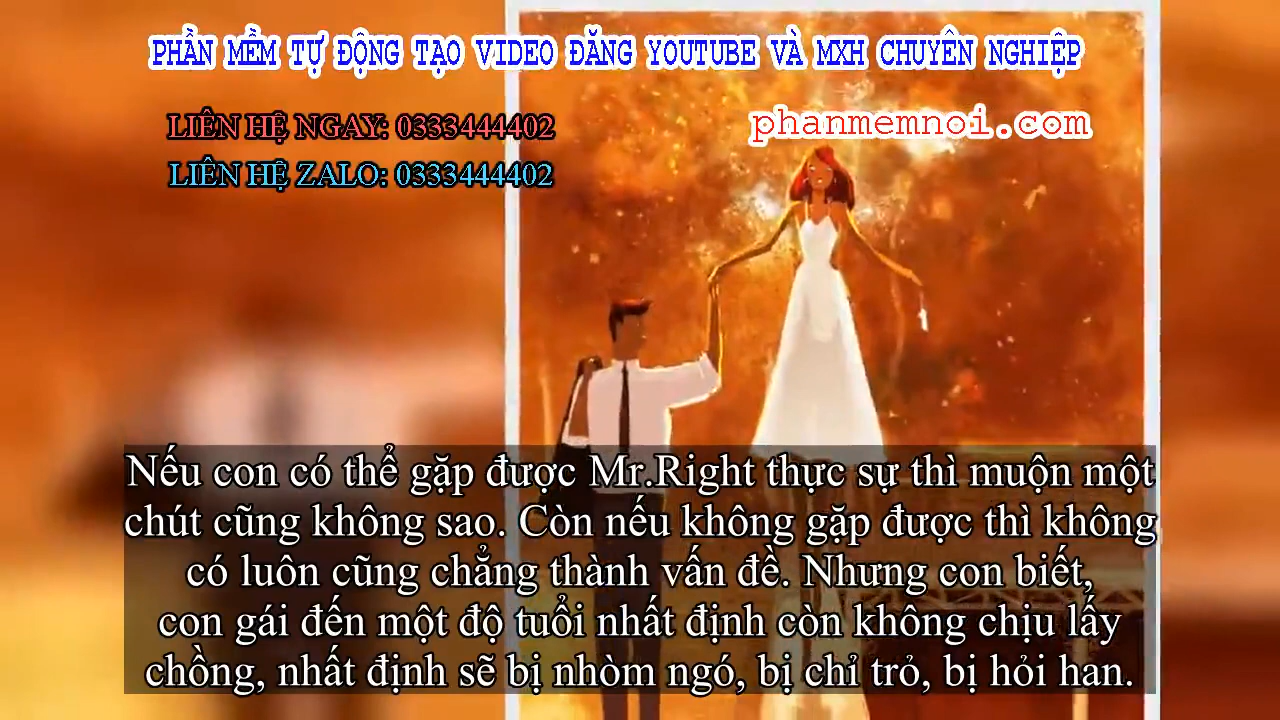 PHẦN MỀM TỰ ĐỘNG TẠO VIDEO ĐĂNG YOUTUBE VÀ MXH CHUYÊN NGHIỆP
LIÊN HỆ NGAY: 0333444402
phanmemnoi.com
LIÊN HỆ ZALO: 0333444402
Nếu con có thể gặp được Mr.Right thực sự thì muộn một
chút cũng không sao. Còn nếu không gặp được thì không
có luôn cũng chẳng thành vấn đề. Nhưng con biết,
con gái đến một độ tuổi nhất định còn không chịu lấy
chồng, nhất định sẽ bị nhòm ngó, bị chỉ trỏ, bị hỏi han.